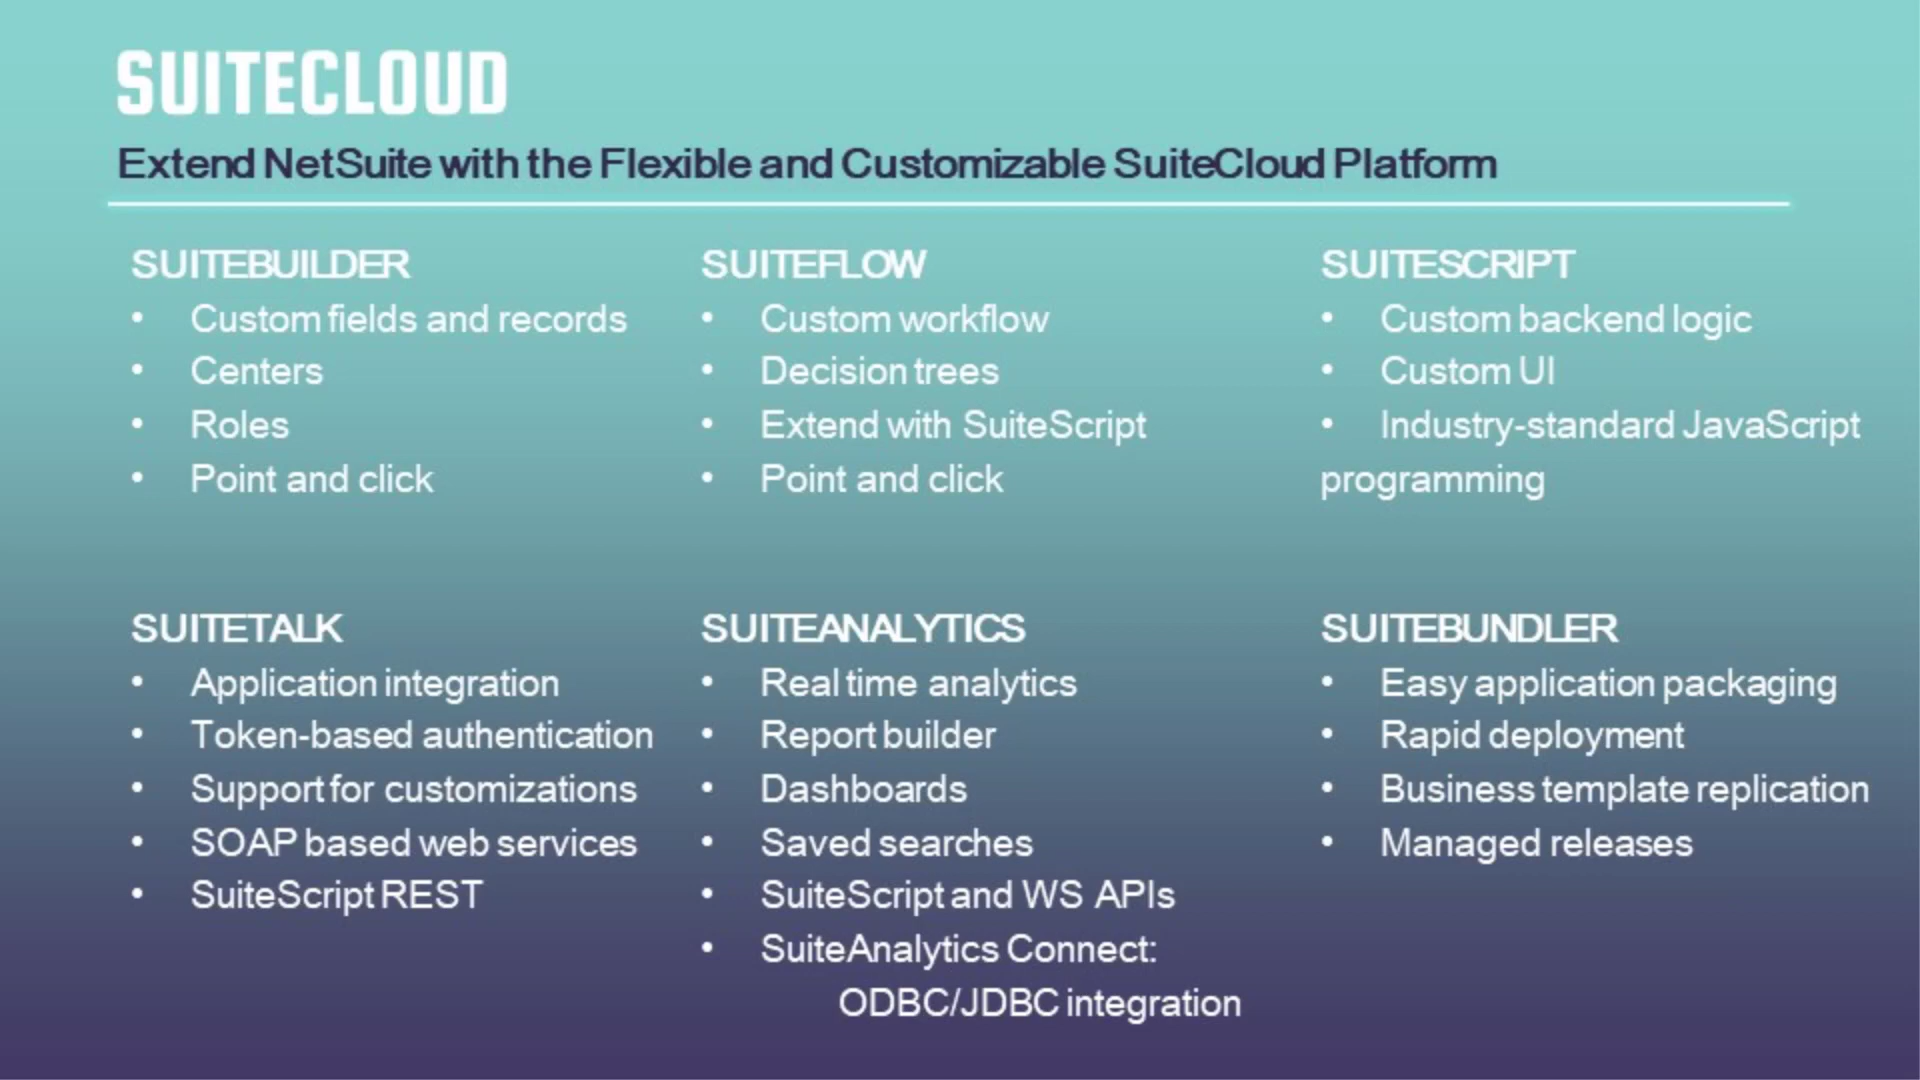 SUITECLOUD
Extend NetSuite with the Flexible and Customizable SuiteCloud Platform
SUITEBUILDER
• Custom fields and records
• Centers
• Roles
• Point and click
SUITEFLOW
• Custom workflow
• Decision trees
• Extend with SuiteScript
• Point and click
SUITESCRIPT
• Custom backend logic
• Custom UI
• Industry-standard JavaScript
programming
SUITETALK
• Application integration
• Token-based authentication
• Support for customizations
• SOAP based web services
• SuiteScript REST
SUITEANALYTICS
• Real time analytics
• Report builder
• Dashboards
• Saved searches
• SuiteScript and WS APIs
• SuiteAnalytics Connect:
ODBC/JDBC integration
SUITEBUNDLER
• Easy application packaging
• Rapid deployment
• Business template replication
• Managed releases